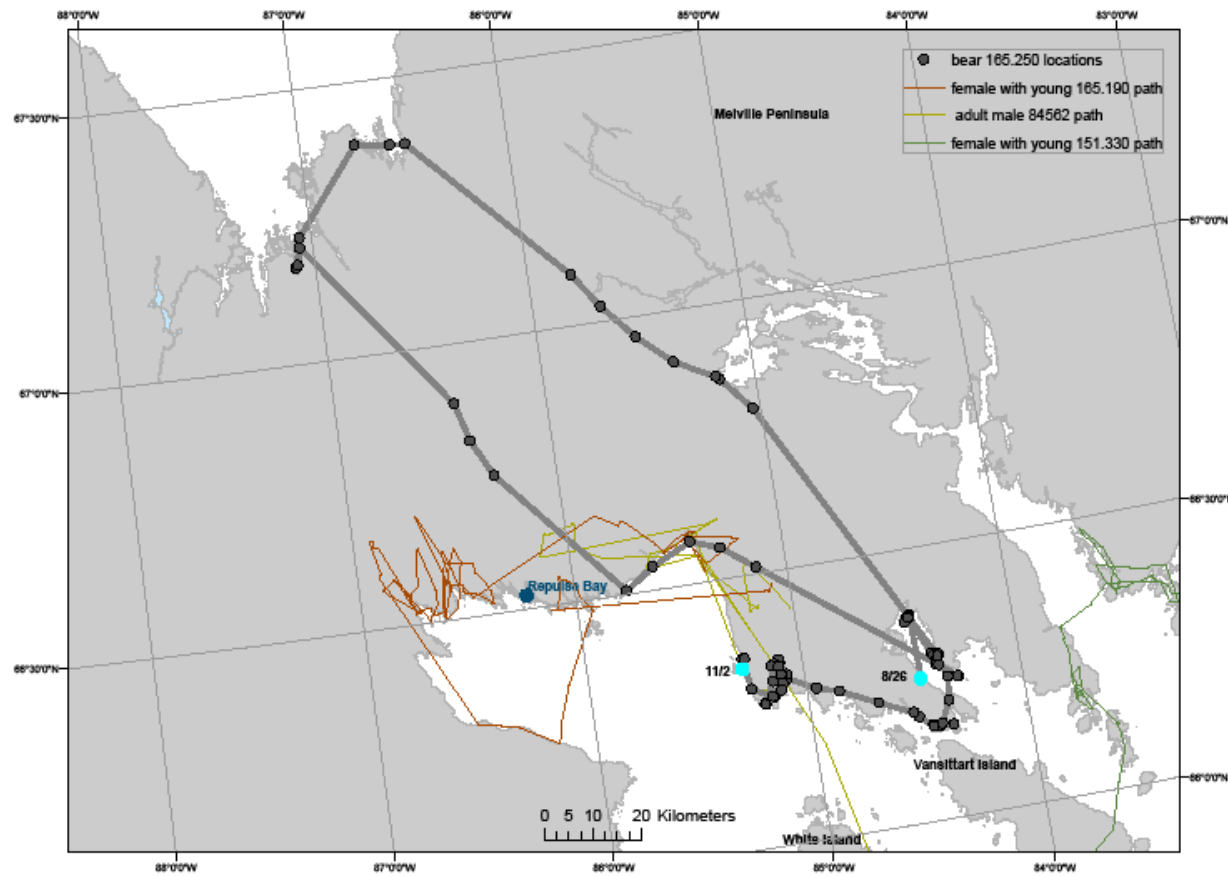 88°0'0"W 87°0'0"W 86°0'0"W 85°0'0"W 84°0'0"W 83°0'0"W
bear 165.250 locations
female with young 165.190 path
adult male 84562 path
female with young 151.330 path
Melville Peninsula
67°30'0"N
67°0'0"N
67°0'0"N
66°30'0"N
Repulse Bay
66°30'0"N
11/2
8/26
Vansittart Island
66°0'0"N
0 5 10 20 Kilometers
White Island
88°0'0"W 87°0'0"W 86°0'0"W 85°0'0"W 84°0'0"W